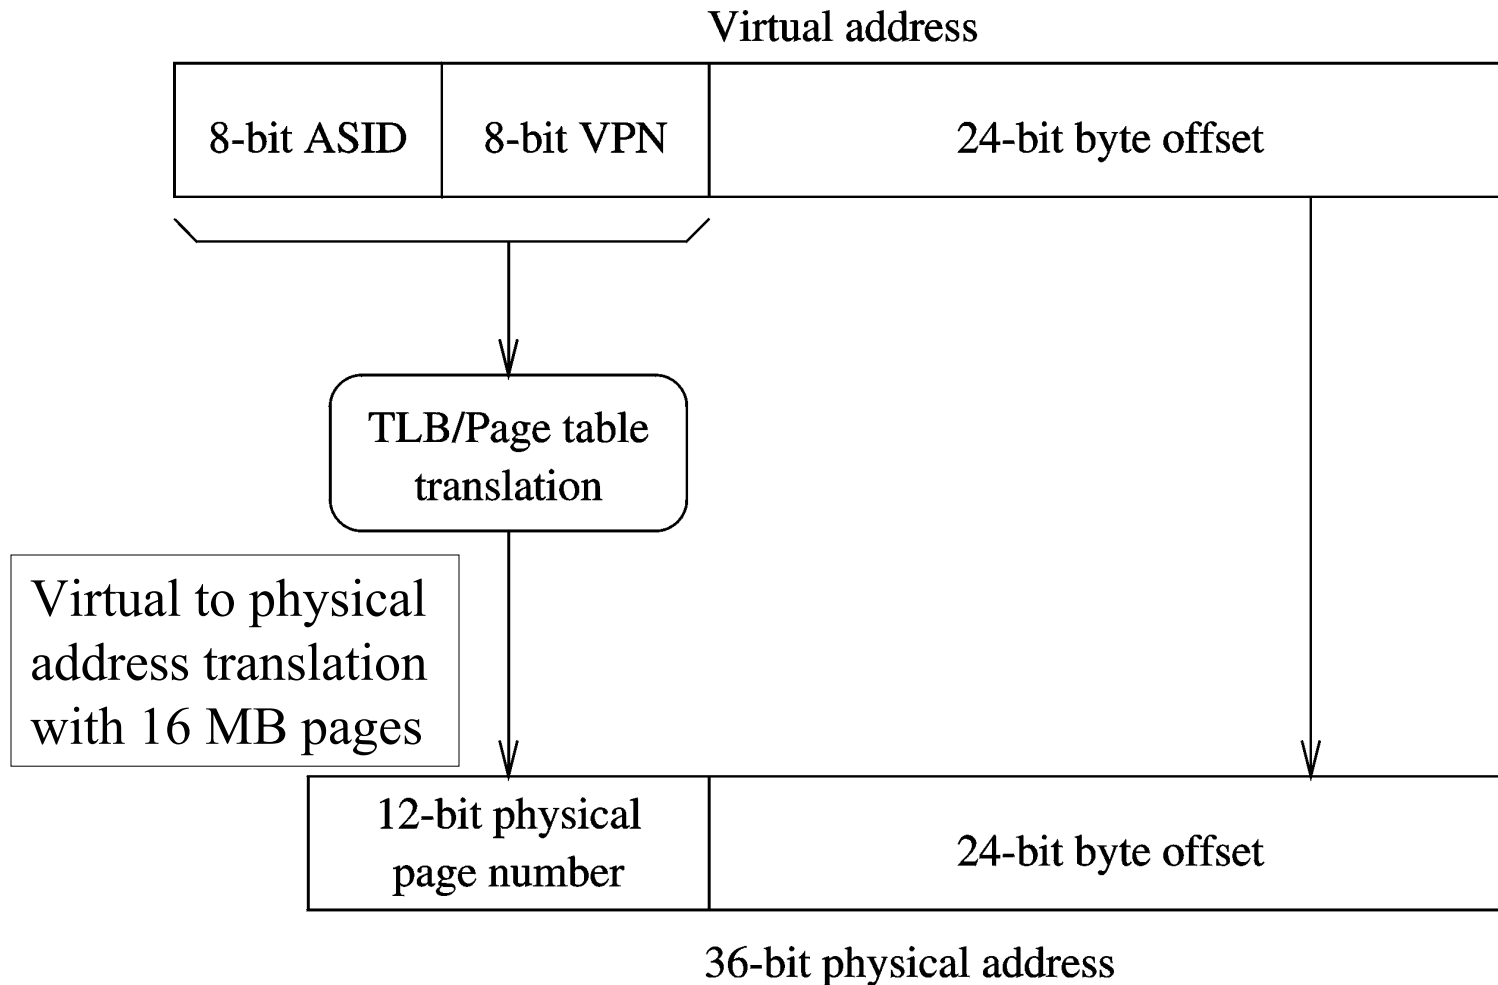 Virtual address
8-bit ASID
8-bit VPN
24-bit byte offset
TLB/Page table
translation
Virtual to physical
address translation
with 16 MB pages
12-bit physical
page number
24-bit byte offset
36-bit physical address